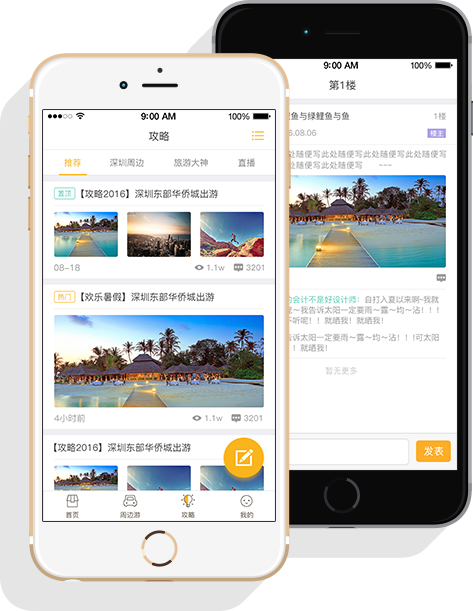 9:00 AM
100%
攻略
推荐
深圳周边
旅游大神
直播
置顶
【攻略2016】深圳东部华侨城出游
08-18
1.1w
3201
热门
【欢乐暑假】深圳东部华侨城出游
4小时前
1.1w
3201
【攻略2016】深圳东部华侨城出游
首页
周边游
攻略
我的
9:00 AM
100%
第1楼
鱼与绿鲤鱼与鱼
1楼
.08.06
楼主
此处随便写此处随便写此处随便写
处随便写此处随便写 ~~~
会计不是好设计师：自打入夏以来啊~我就
~我告诉太阳一定要雨~露~均~沾！！！
不听呢！！就晒我！就晒我！
诉太阳一定要雨~露~均~沾！！!可太阳
！就晒我！
暂无更多
发表